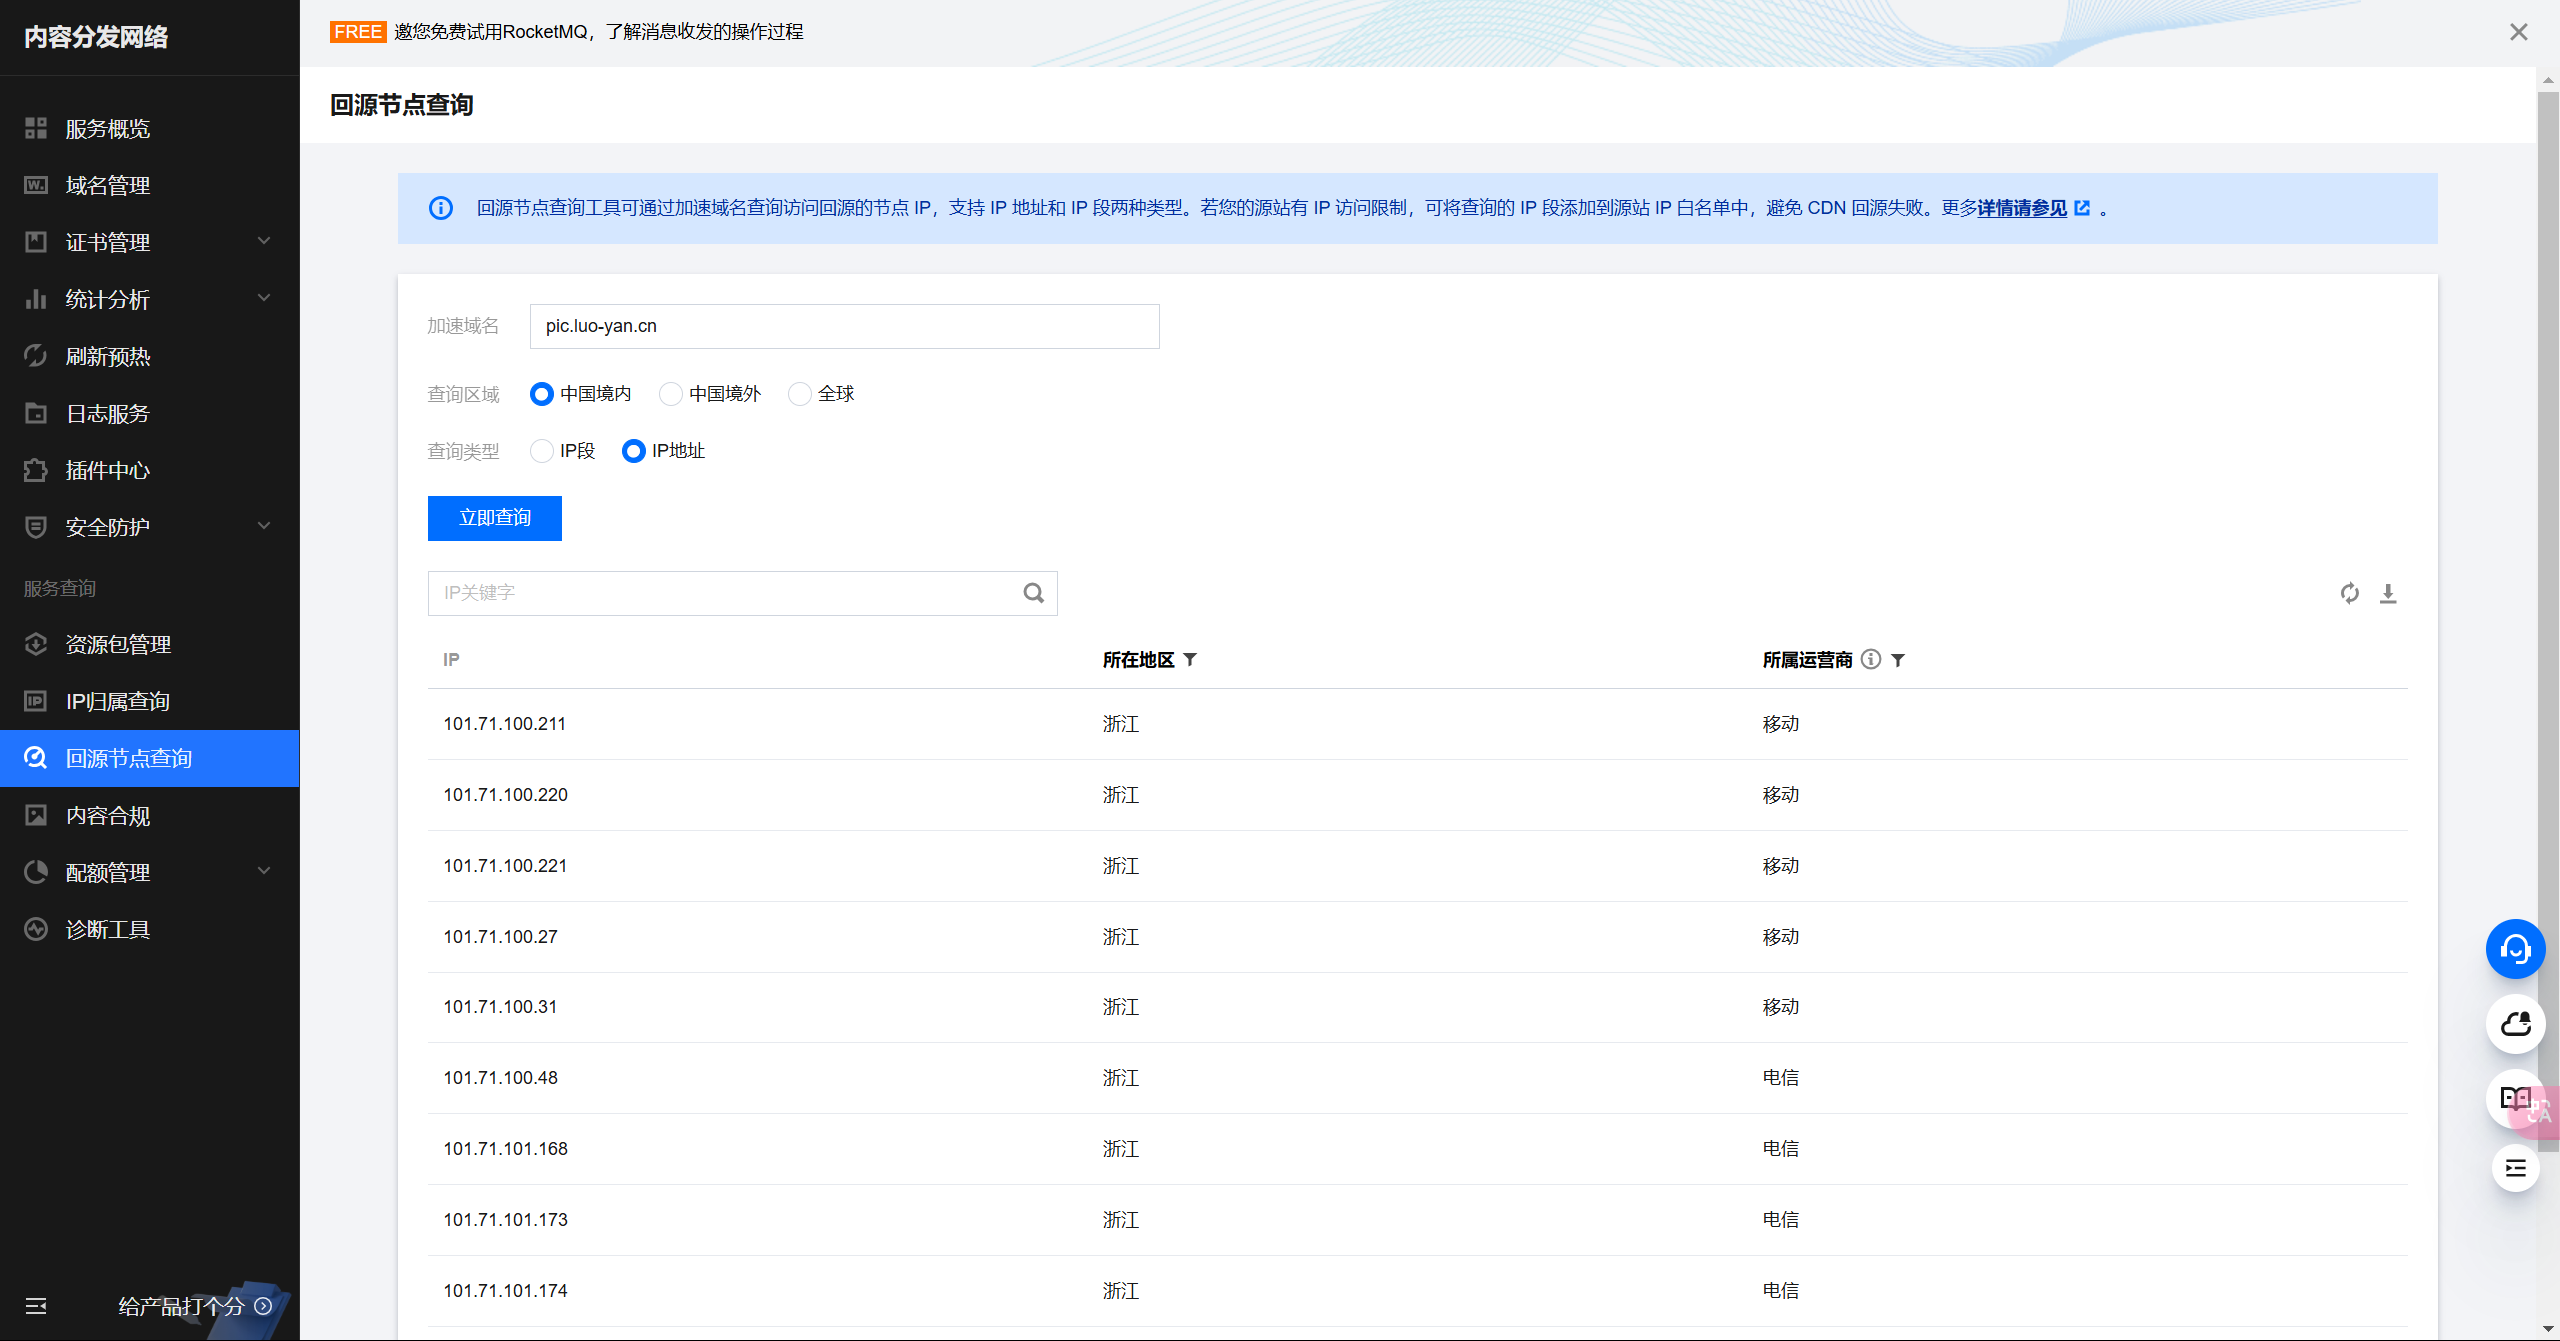 内容分发网络
服务概览
域名管理
证书管理
统计分析
刷新预热
日志服务
插件中心
安全防护
服务查询
资源包管理
IP归属查询
回源节点查询
内容合规
配额管理
诊断工具
给产品打个分
FREE 邀您免费试用RocketMQ，了解消息收发的操作过程
回源节点查询
回源节点查询工具可通过加速域名查询访问回源的节点 IP，支持 IP 地址和 IP 段两种类型。若您的源站有 IP 访问限制，可将查询的 IP 段添加到源站 IP 白名单中，避免 CDN 回源失败。更多详情请参见 。
加速域名 pic.luo-yan.cn
查询区域 中国境内 中国境外 全球
查询类型 IP段 IP地址
立即查询
IP关键字
IP 所在地区 所属运营商
101.71.100.211 浙江 移动
101.71.100.220 浙江 移动
101.71.100.221 浙江 移动
101.71.100.27 浙江 移动
101.71.100.31 浙江 移动
101.71.100.48 浙江 电信
101.71.101.168 浙江 电信
101.71.101.173 浙江 电信
101.71.101.174 浙江 电信